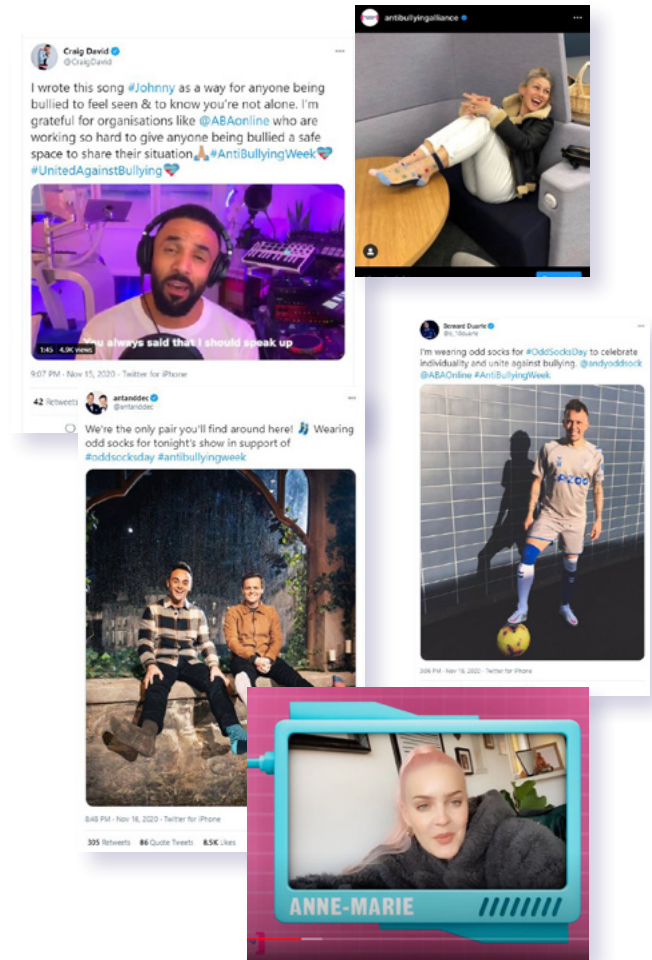 Craig David
@CraigDavid
I wrote this song #Johnny as a way for anyone being
bullied to feel seen & to know you're not alone. I'm
grateful for organisations like @ABAonline who are
working so hard to give anyone being bullied a safe
space to share their situation🙏🏽#AntiBullyingWeek
#UnitedAgainstBullying
You always said that I should speak up
1:45 4.9K views
9:07 PM · Nov 15, 2020 · Twitter for iPhone
42 Retweets
antibullyingalliance
antanddec
@antanddec
We're the only pair you'll find around here! 🧦 Wearing
odd socks for tonight's show in support of
#oddsocksday #antibullyingweek
8:48 PM · Nov 16, 2020 · Twitter for iPhone
305 Retweets 86 Quote Tweets 8.5K Likes
Bernard Duarte
I'm wearing odd socks for #OddSocksDay to celebrate
individuality and unite against bullying. @andyoddsock
@ABAOnline #AntiBullyingWeek
PM · Nov 16, 2020 · Twitter for iPhone
ANNE-MARIE